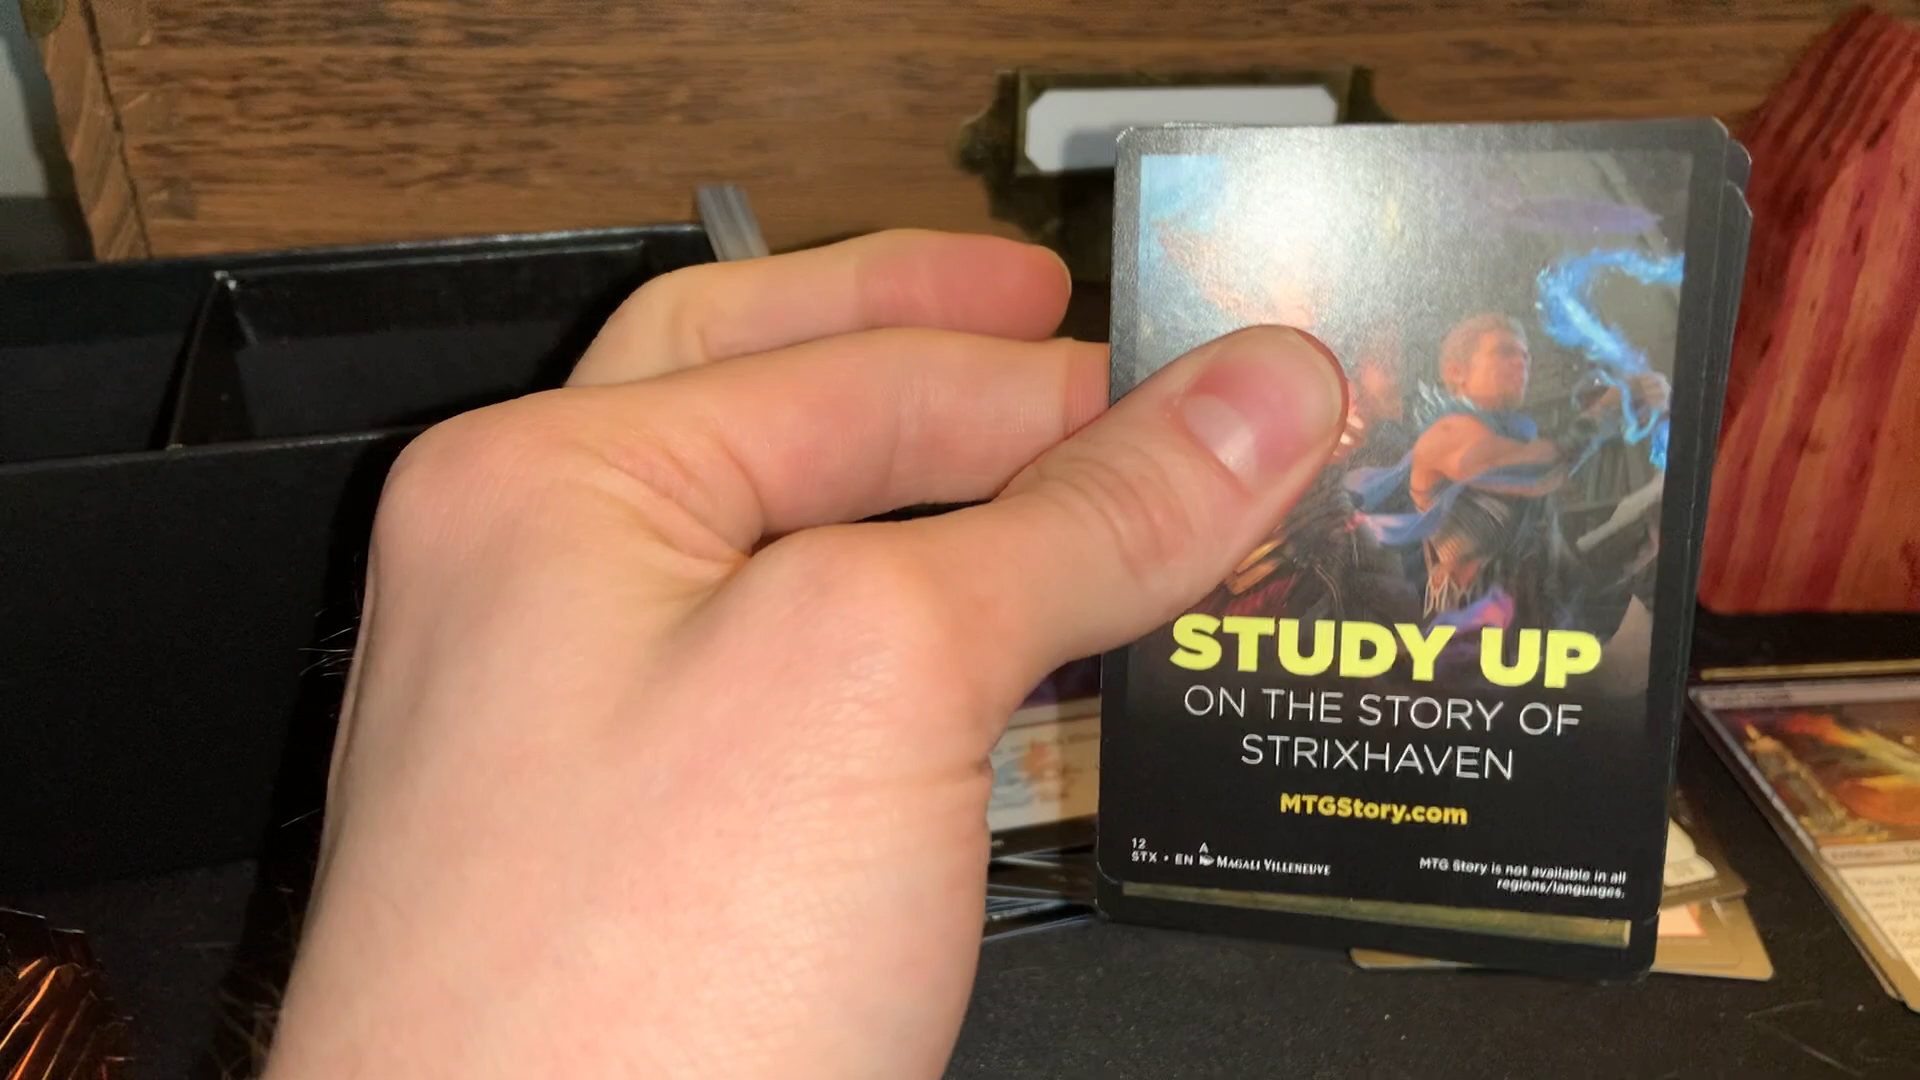 STUDY UP
ON THE STORY OF
STRIXHAVEN
MTGStory.com
12 A
STX • EN MAGALI VILLENEUVE
MTG Story is not available in all
regions/languages.